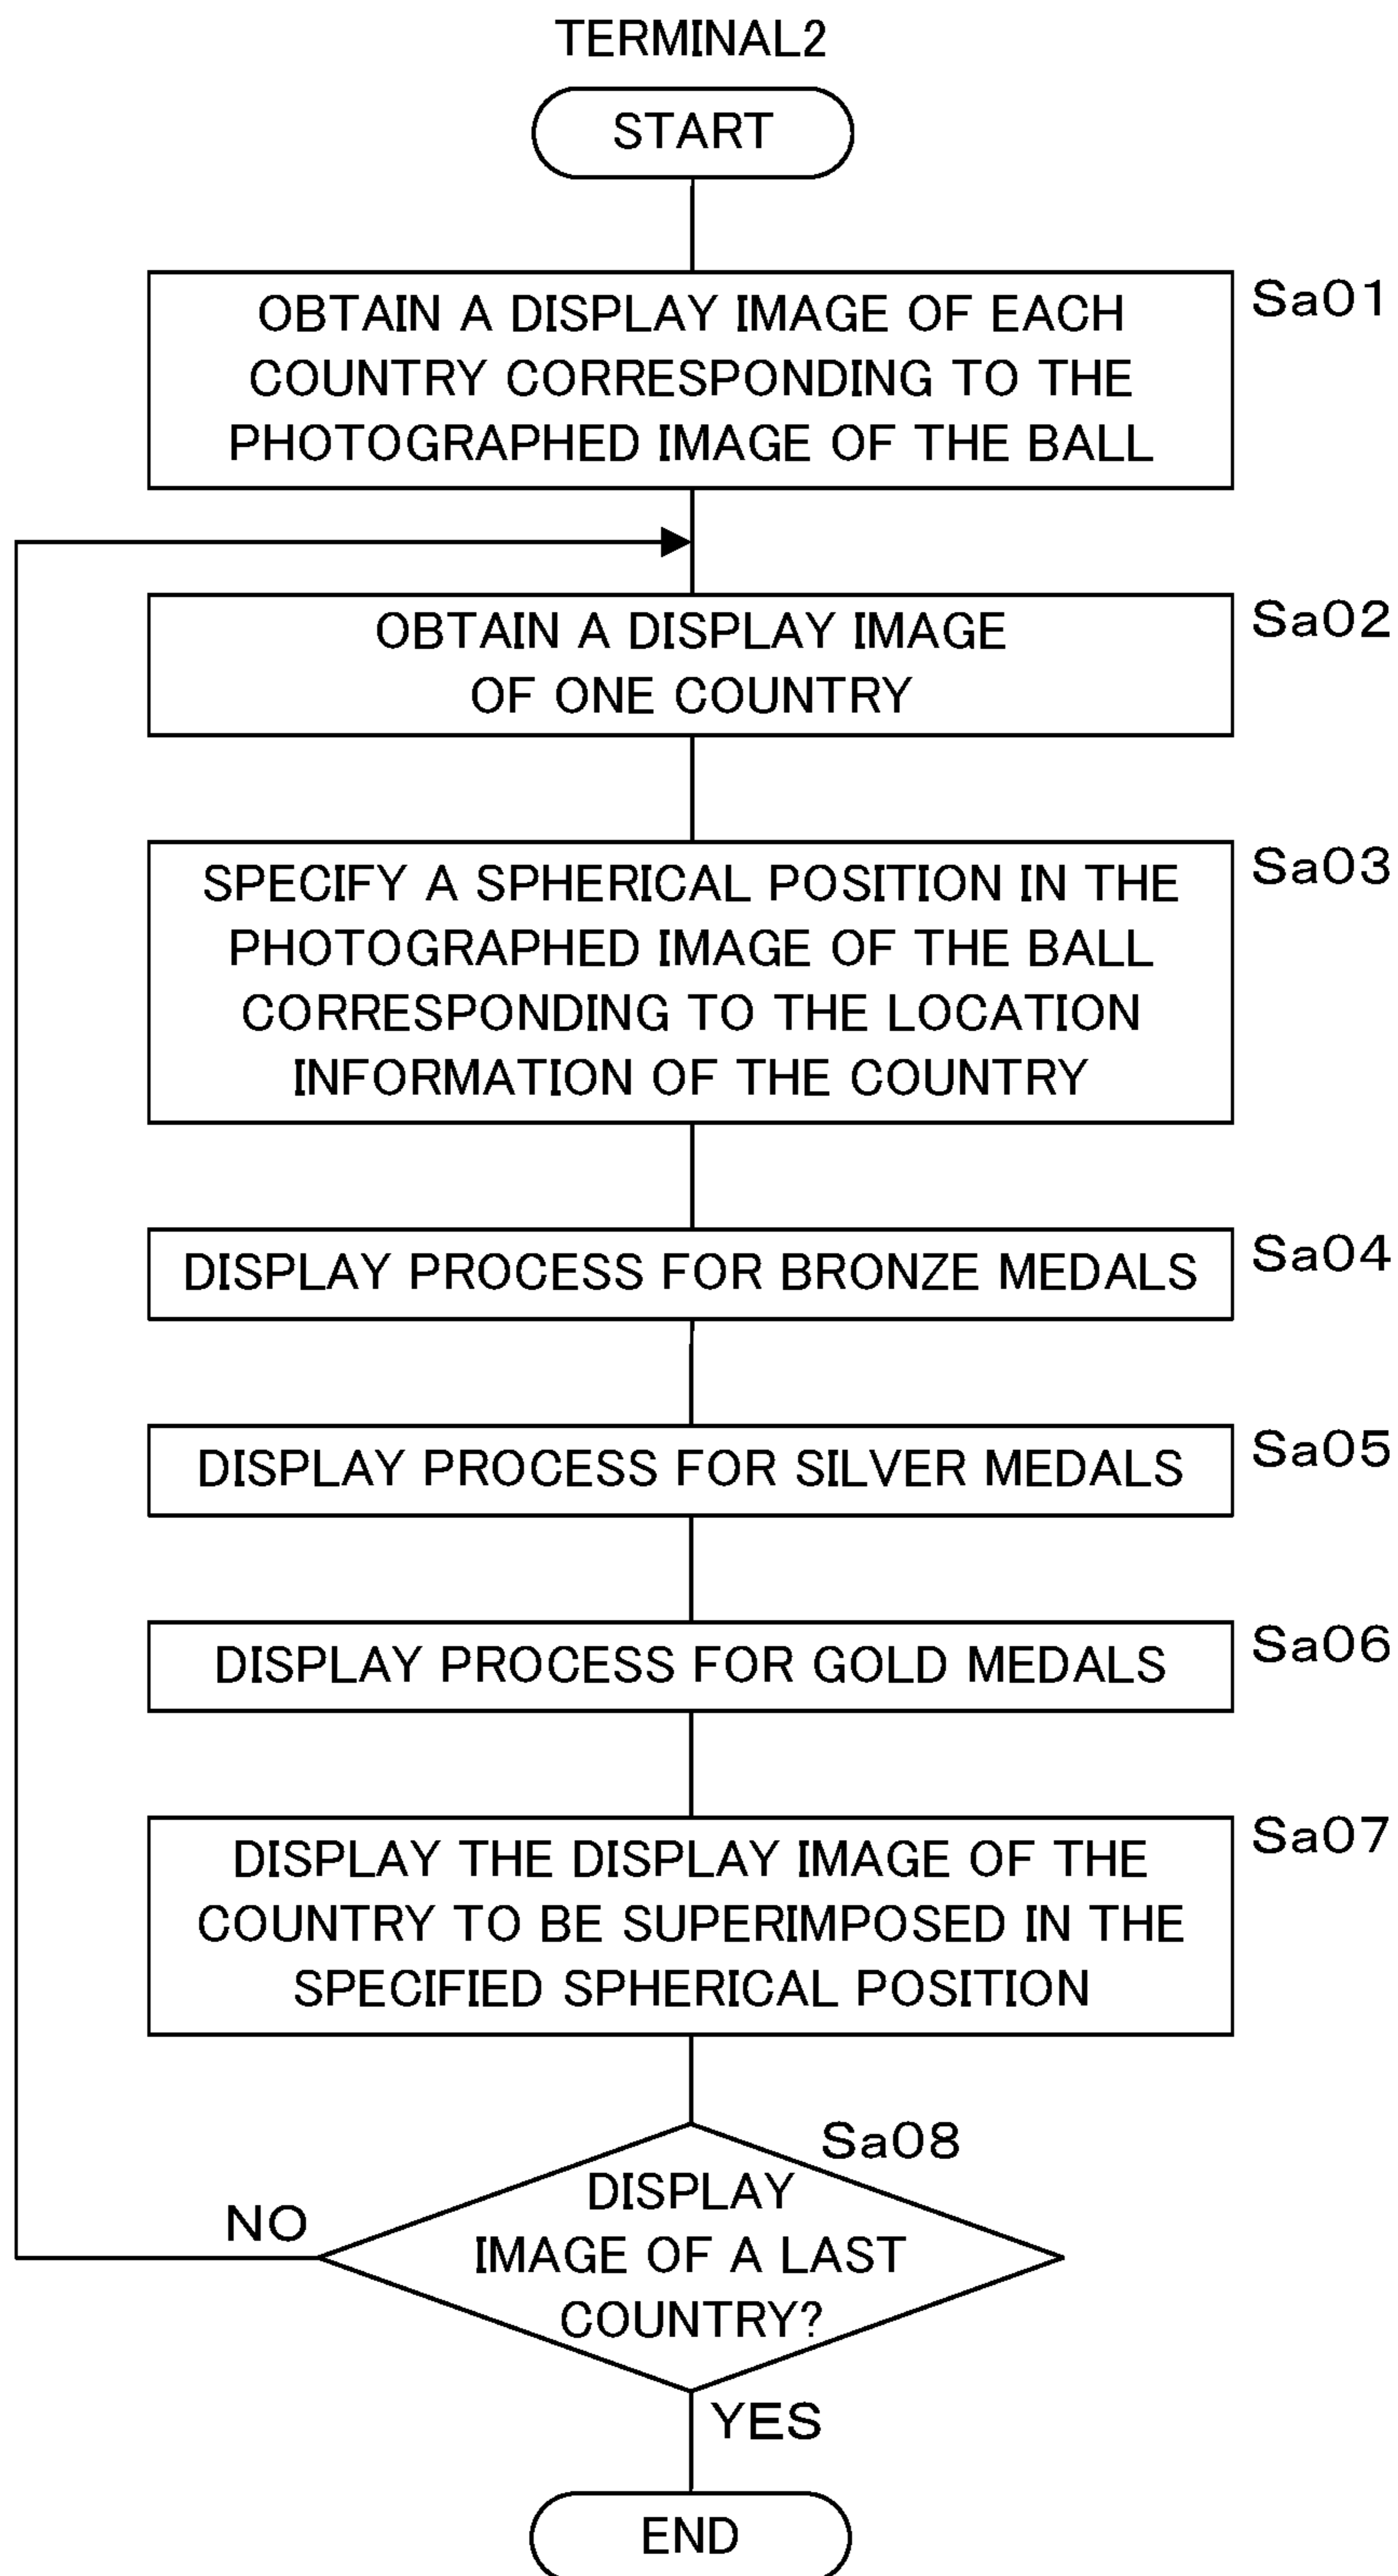 TERMINAL2
START
OBTAIN A DISPLAY IMAGE OF EACH
COUNTRY CORRESPONDING TO THE
PHOTOGRAPHED IMAGE OF THE BALL
Sa01
OBTAIN A DISPLAY IMAGE
OF ONE COUNTRY
Sa02
SPECIFY A SPHERICAL POSITION IN THE
PHOTOGRAPHED IMAGE OF THE BALL
CORRESPONDING TO THE LOCATION
INFORMATION OF THE COUNTRY
Sa03
DISPLAY PROCESS FOR BRONZE MEDALS
Sa04
DISPLAY PROCESS FOR SILVER MEDALS
Sa05
DISPLAY PROCESS FOR GOLD MEDALS
Sa06
DISPLAY THE DISPLAY IMAGE OF THE
COUNTRY TO BE SUPERIMPOSED IN THE
SPECIFIED SPHERICAL POSITION
Sa07
Sa08
DISPLAY
IMAGE OF A LAST
COUNTRY?
NO
YES
END